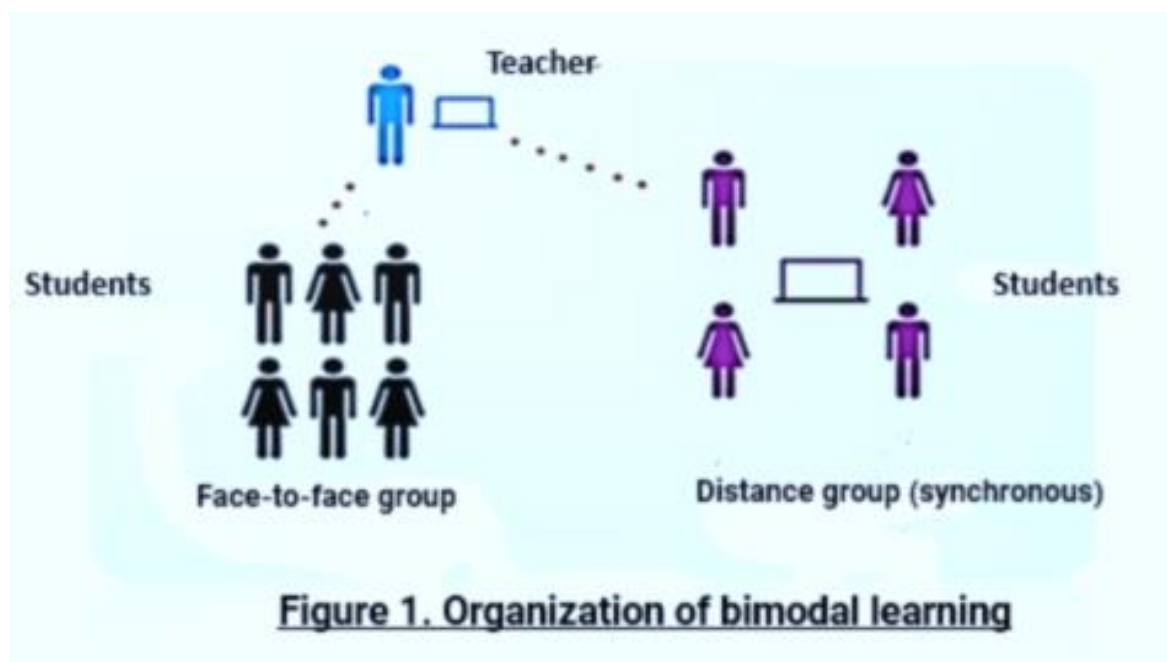 Teacher
Students
Students
Face-to-face group
Distance group (synchronous)
Figure 1. Organization of bimodal learning